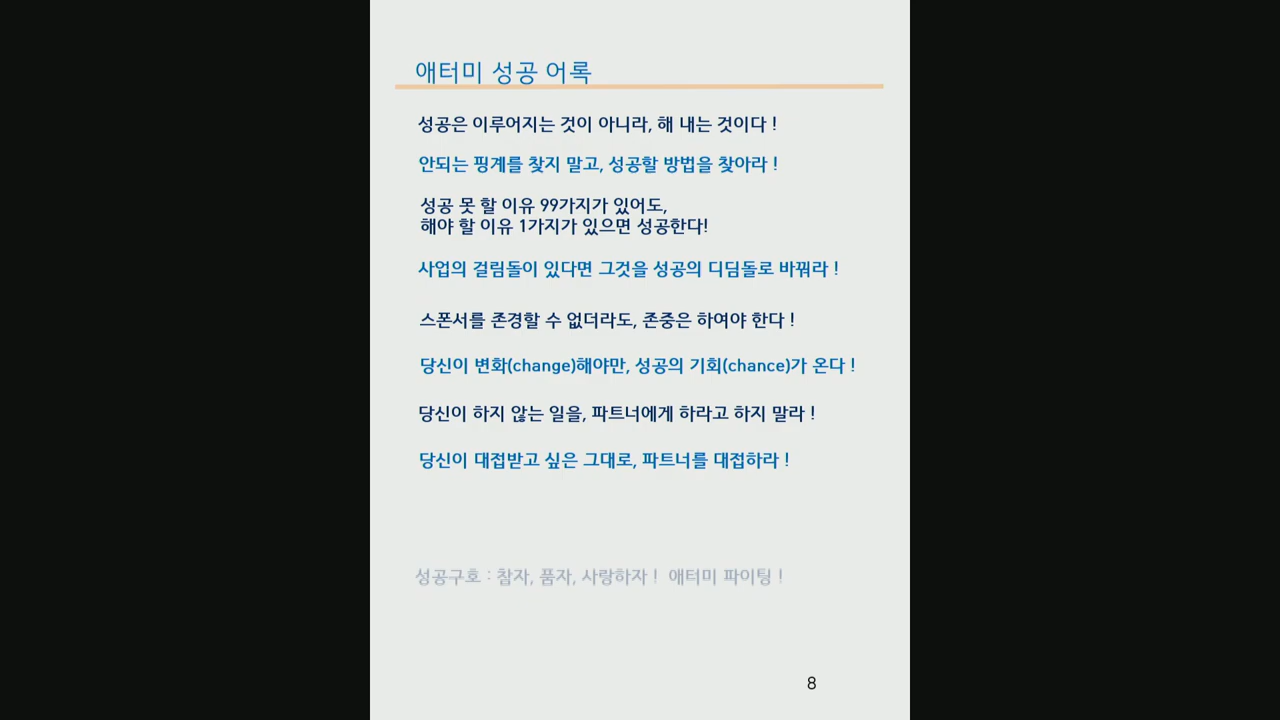 애터미 성공 어록
성공은 이루어지는 것이 아니라, 해 내는 것이다 !
안되는 핑계를 찾지 말고, 성공할 방법을 찾아라 !
성공 못 할 이유 99가지가 있어도,
해야 할 이유 1가지가 있으면 성공한다!
사업의 걸림돌이 있다면 그것을 성공의 디딤돌로 바꿔라 !
스폰서를 존경할 수 없더라도, 존중은 하여야 한다 !
당신이 변화(change)해야만, 성공의 기회(chance)가 온다 !
당신이 하지 않는 일을, 파트너에게 하라고 하지 말라 !
당신이 대접받고 싶은 그대로, 파트너를 대접하라 !
성공구호 : 참자, 품자, 사랑하자 ! 애터미 파이팅 !
8